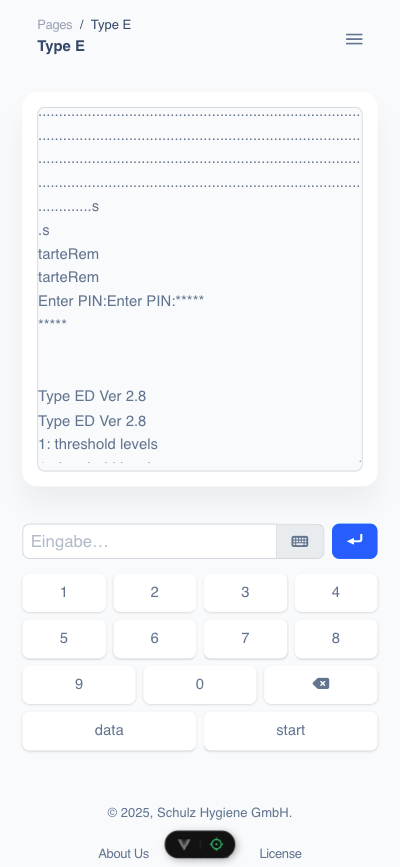 Pages / Type E
Type E
................................................................................
................................................................................
................................................................................
................................................................................
.............s
.s
tarteRem
tarteRem
Enter PIN:Enter PIN:*****
*****
Type ED Ver 2.8
Type ED Ver 2.8
1: threshold levels
Eingabe...
1 2 3 4
5 6 7 8
9 0
data start
© 2025, Schulz Hygiene GmbH.
About Us License